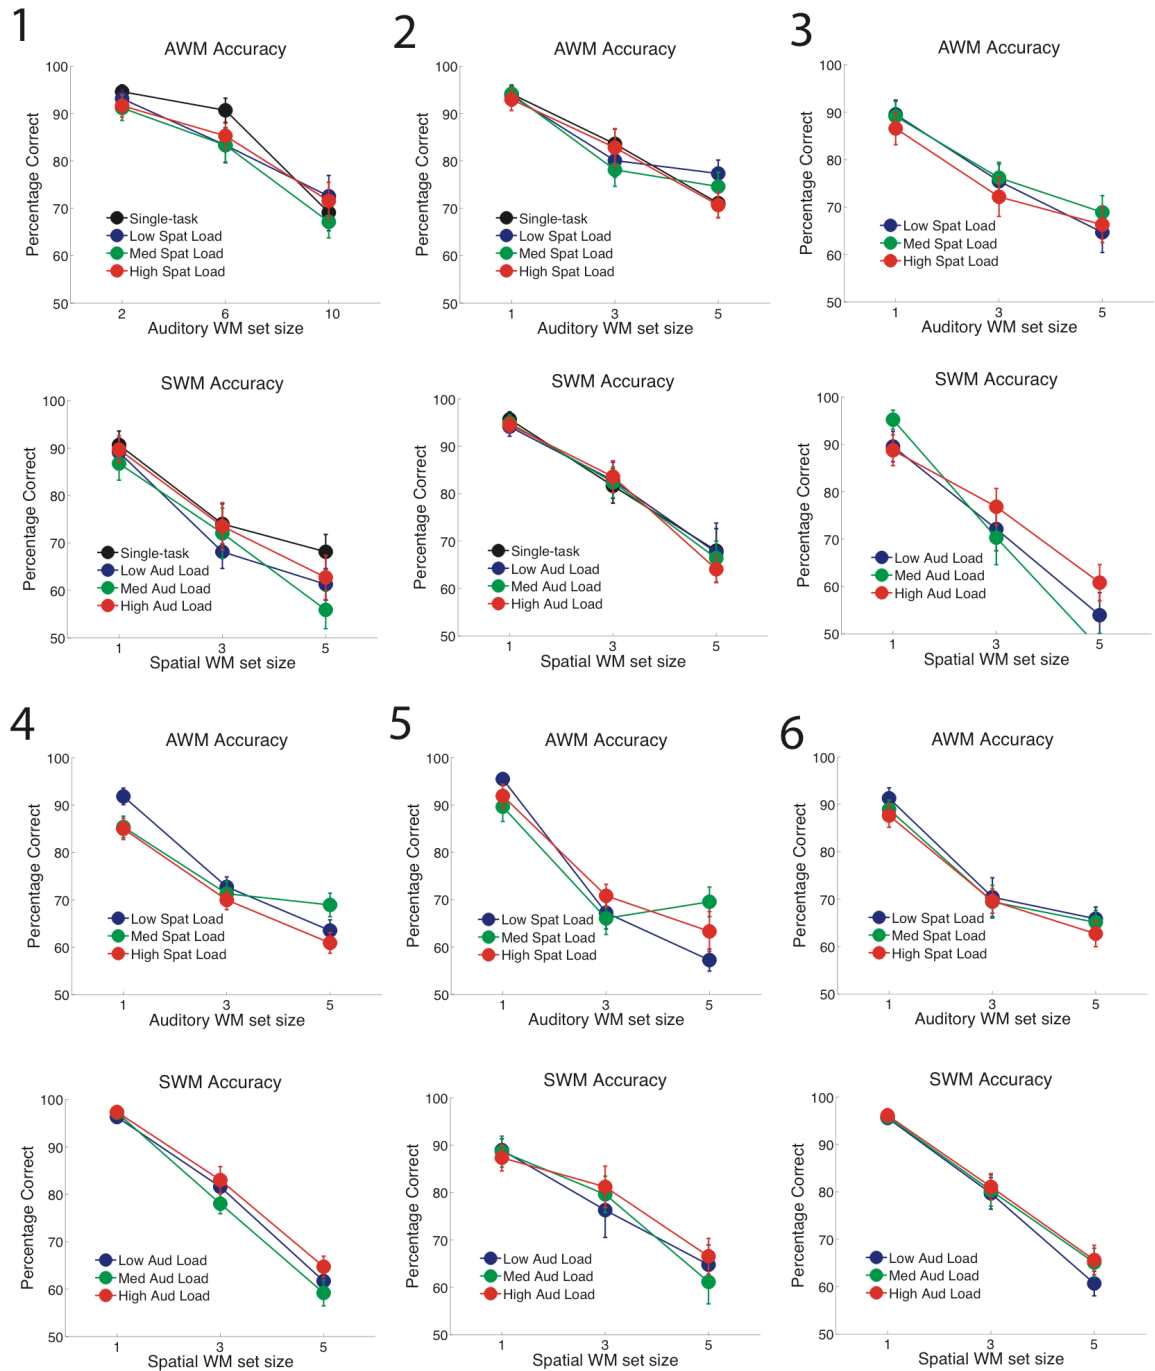 1
AWM Accuracy
Percentage Correct
100
90
80
70
60
50
Single-task
Low Spat Load
Med Spat Load
High Spat Load
2 6 10
Auditory WM set size
SWM Accuracy
Percentage Correct
100
90
80
70
60
50
Single-task
Low Aud Load
Med Aud Load
High Aud Load
1 3 5
Spatial WM set size
2
AWM Accuracy
Percentage Correct
100
90
80
70
60
50
Single-task
Low Spat Load
Med Spat Load
High Spat Load
1 3 5
Auditory WM set size
SWM Accuracy
Percentage Correct
100
90
80
70
60
50
Single-task
Low Aud Load
Med Aud Load
High Aud Load
1 3 5
Spatial WM set size
3
AWM Accuracy
Percentage Correct
100
90
80
70
60
50
Low Spat Load
Med Spat Load
High Spat Load
1 3 5
Auditory WM set size
SWM Accuracy
Percentage Correct
100
90
80
70
60
50
Low Aud Load
Med Aud Load
High Aud Load
1 3 5
Spatial WM set size
4
AWM Accuracy
Percentage Correct
100
90
80
70
60
50
Low Spat Load
Med Spat Load
High Spat Load
1 3 5
Auditory WM set size
SWM Accuracy
Percentage Correct
100
90
80
70
60
50
Low Aud Load
Med Aud Load
High Aud Load
1 3 5
Spatial WM set size
5
AWM Accuracy
Percentage Correct
100
90
80
70
60
50
Low Spat Load
Med Spat Load
High Spat Load
1 3 5
Auditory WM set size
SWM Accuracy
Percentage Correct
100
90
80
70
60
50
Low Aud Load
Med Aud Load
High Aud Load
1 3 5
Spatial WM set size
6
AWM Accuracy
Percentage Correct
100
90
80
70
60
50
Low Spat Load
Med Spat Load
High Spat Load
1 3 5
Auditory WM set size
SWM Accuracy
Percentage Correct
100
90
80
70
60
50
Low Aud Load
Med Aud Load
High Aud Load
1 3 5
Spatial WM set size